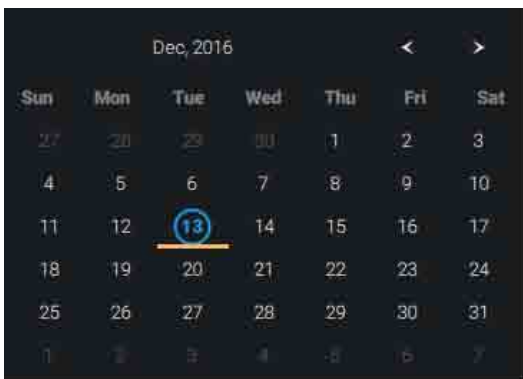 Dec, 2016 < >
Sun Mon Tue Wed Thu Fri Sat
27 28 29 30 1 2 3
4 5 6 7 8 9 10
11 12 13 14 15 16 17
18 19 20 21 22 23 24
25 26 27 28 29 30 31
1 2 3 4 5 6 7